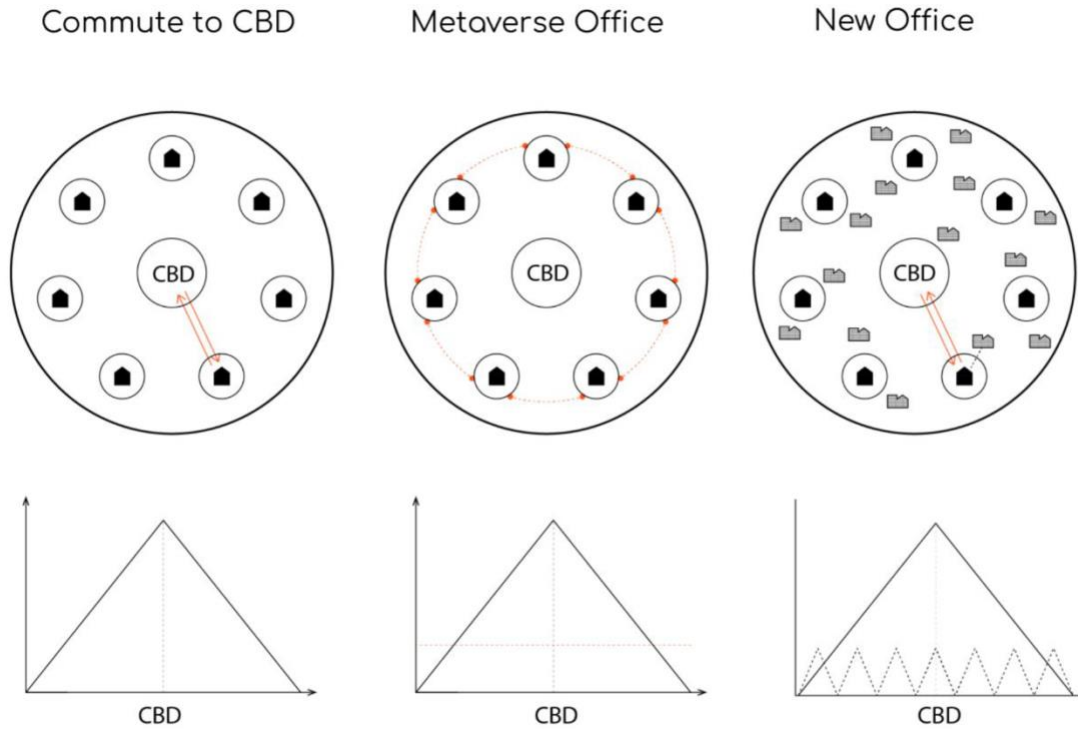 Commute to CBD
Metaverse Office
New Office
CBD
CBD
CBD
CBD
CBD
CBD